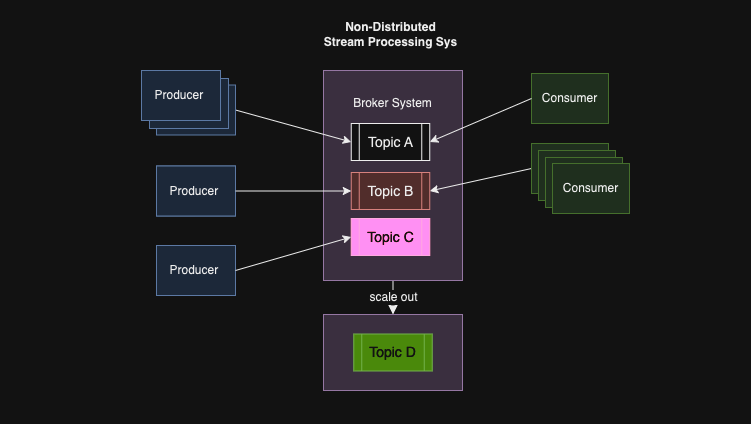 Non-Distributed
Stream Processing Sys
Producer
Producer
Producer
Broker System
Topic A
Topic B
Topic C
Consumer
Consumer
scale out
Topic D